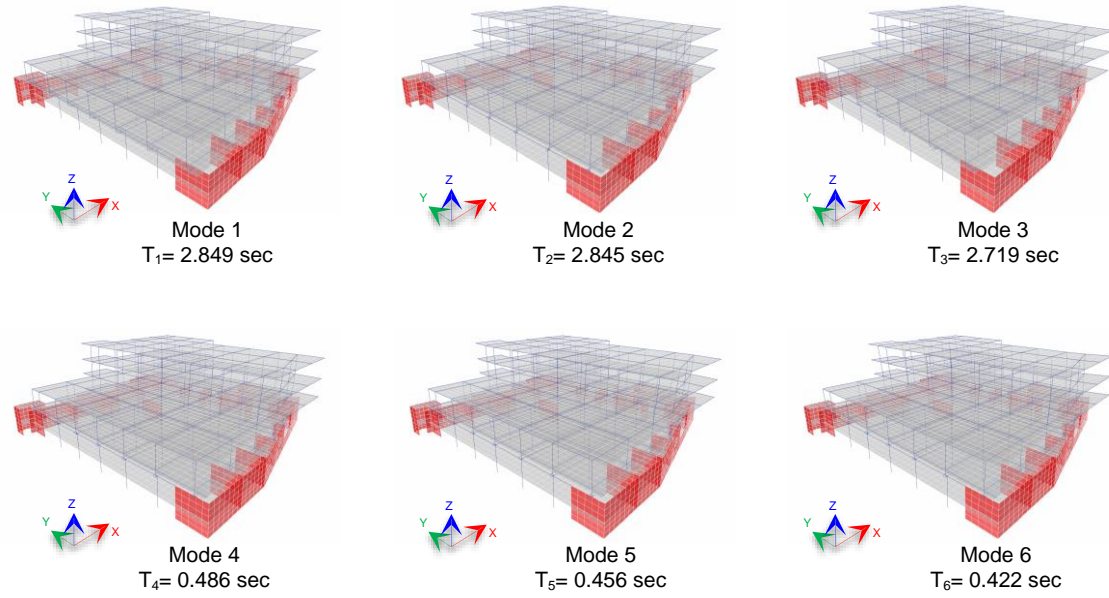 Z
Y
X
Mode 1
T₁= 2.849 sec
Z
Y
X
Mode 2
T₂= 2.845 sec
Z
Y
X
Mode 3
T₃= 2.719 sec
Z
Y
X
Mode 4
T₄= 0.486 sec
Z
Y
X
Mode 5
T₅= 0.456 sec
Z
Y
X
Mode 6
T₆= 0.422 sec